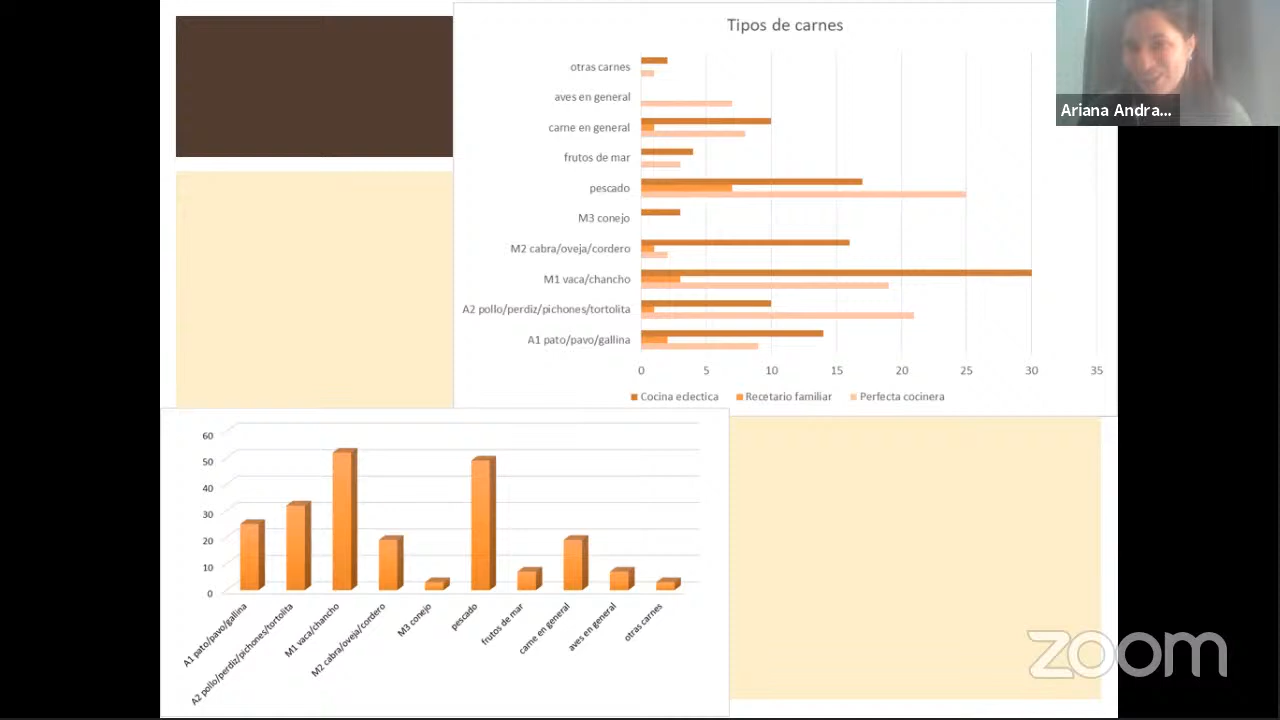 Tipos de carnes
otras carnes
aves en general
carne en general
frutos de mar
pescado
M3 conejo
M2 cabra/oveja/cordero
M1 vaca/chancho
A2 pollo/perdiz/pichones/tortolita
A1 pato/pavo/gallina
0 5 10 15 20 25 30 35
Cocina eclectica Recetario familiar Perfecta cocinera
Ariana Andra...
60
50
40
30
20
10
0
A1 pato/pavo/gallina
A2 pollo/perdiz/pichones/tortolita
M1 vaca/chancho
M2 cabra/oveja/cordero
M3 conejo
pescado
frutos de mar
carne en general
aves en general
otras carnes
zoom